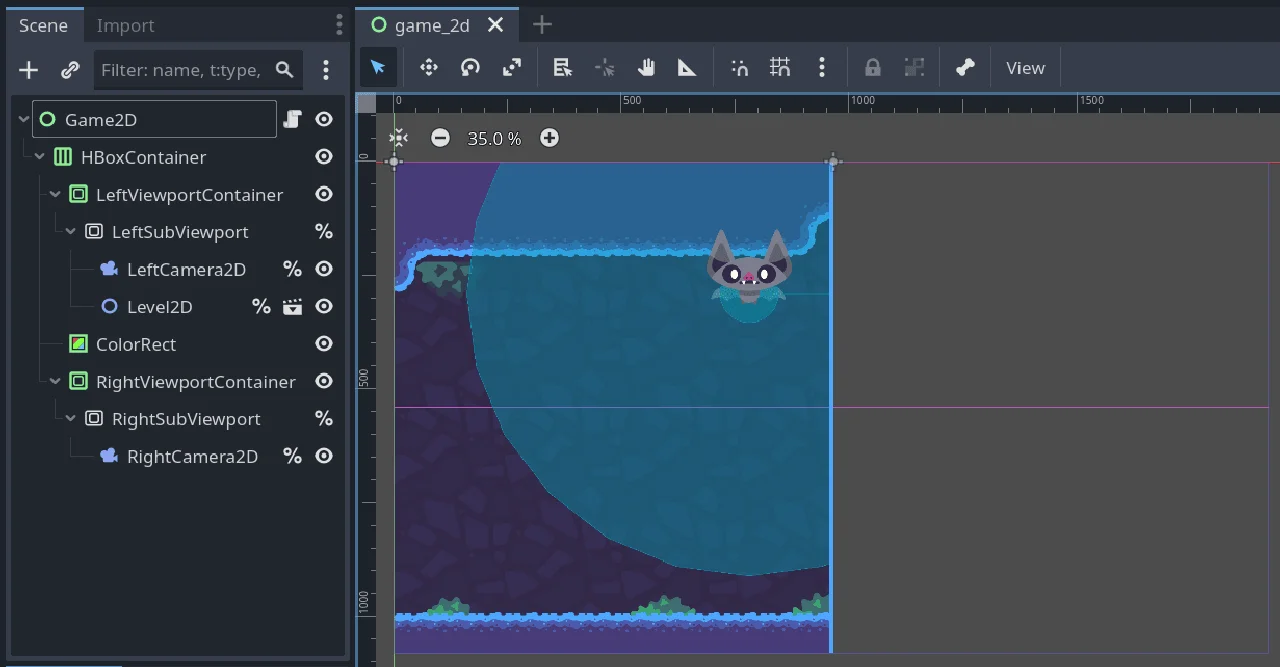 Scene
Import
game_2d
Filter: name, t:type,
View
Game2D
HBoxContainer
LeftViewportContainer
LeftSubViewport
LeftCamera2D
Level2D
ColorRect
RightViewportContainer
RightSubViewport
RightCamera2D
0
500
1000
1500
35.0 %
0
500
1000